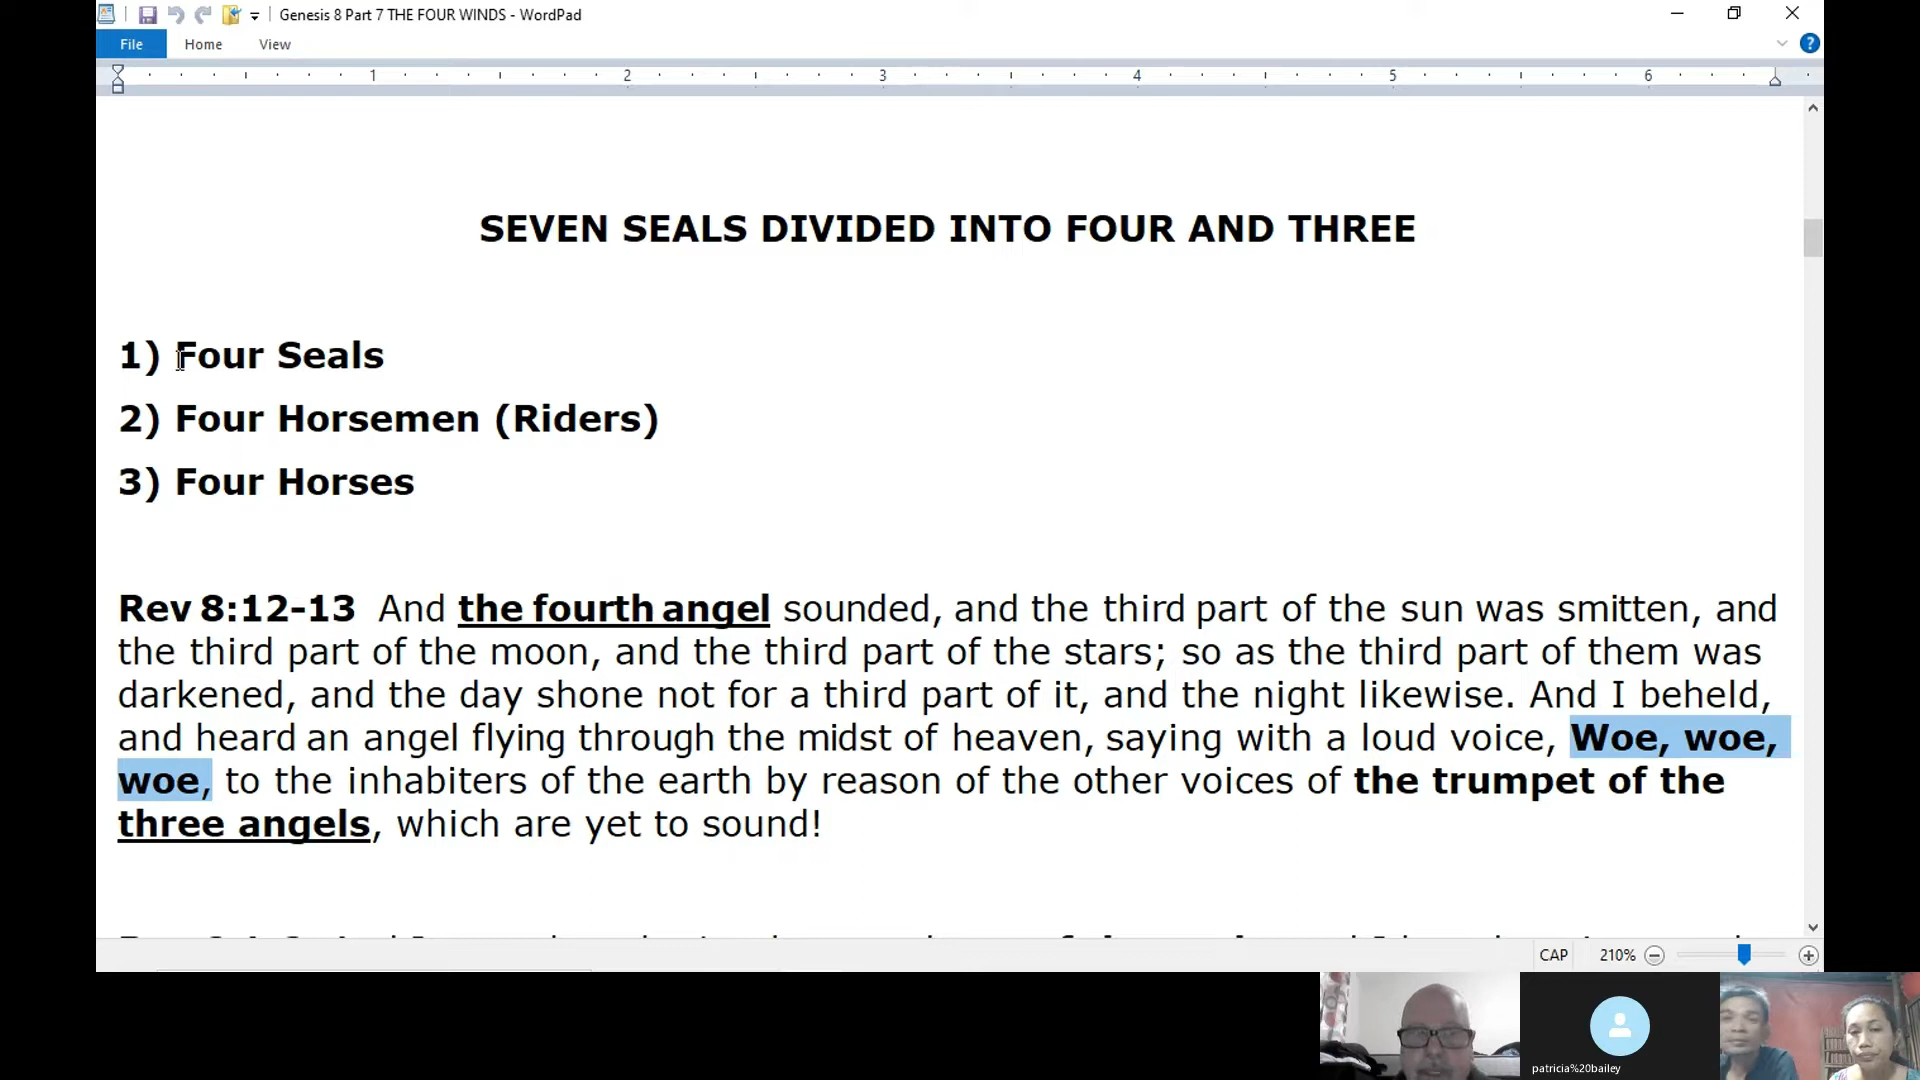 Genesis 8 Part 7 THE FOUR WINDS - WordPad
File Home View
1 2 3 4 5 6
SEVEN SEALS DIVIDED INTO FOUR AND THREE
1) Four Seals
2) Four Horsemen (Riders)
3) Four Horses
Rev 8:12-13 And the fourth angel sounded, and the third part of the sun was smitten, and
the third part of the moon, and the third part of the stars; so as the third part of them was
darkened, and the day shone not for a third part of it, and the night likewise. And I beheld,
and heard an angel flying through the midst of heaven, saying with a loud voice, Woe, woe,
woe, to the inhabiters of the earth by reason of the other voices of the trumpet of the
three angels, which are yet to sound!
CAP 210%
patricia%20bailey